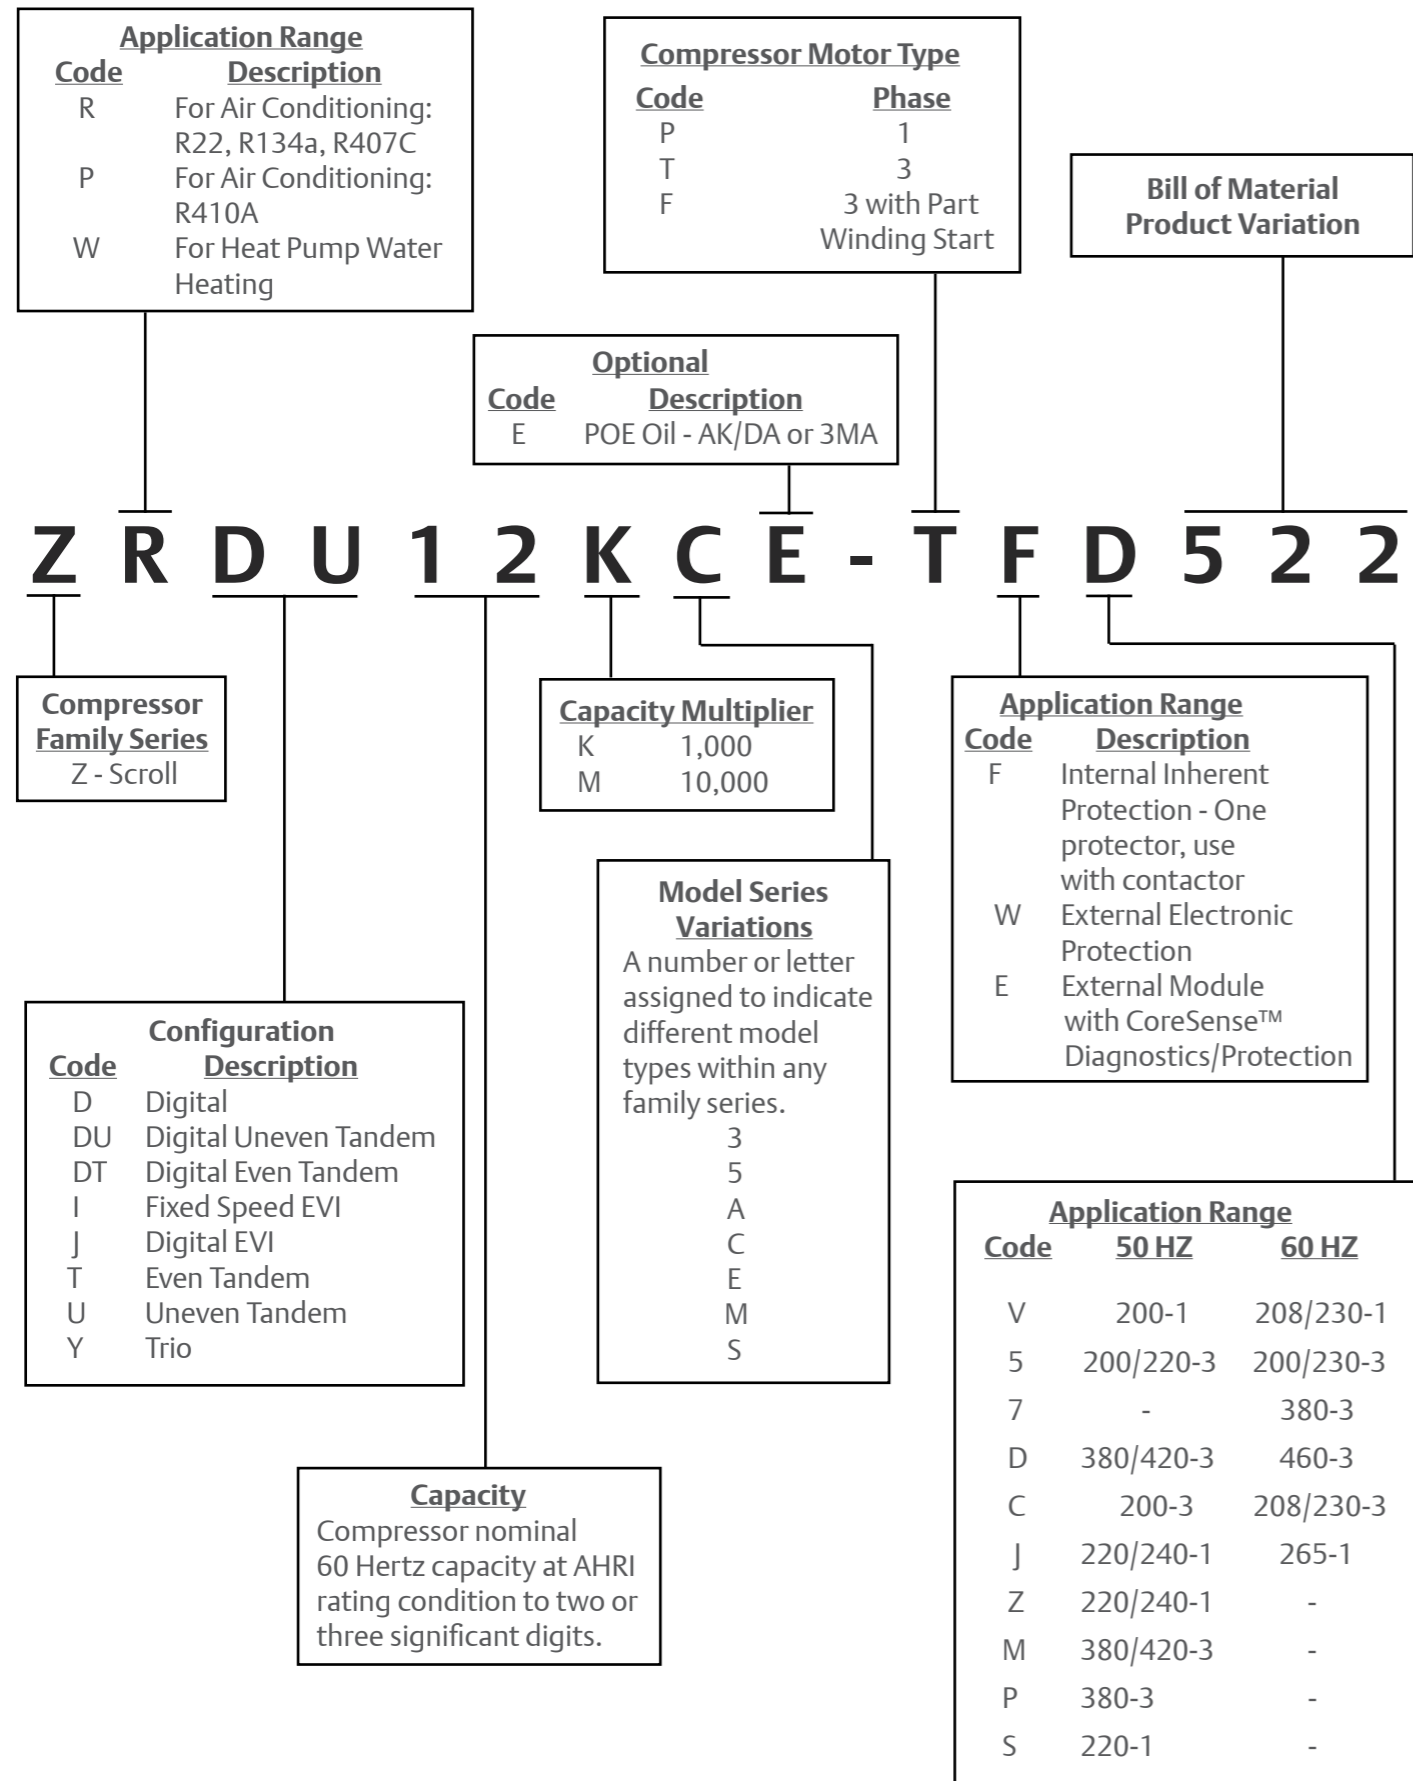 Application Range
Code Description
R For Air Conditioning:
R22, R134a, R407C
P For Air Conditioning:
R410A
W For Heat Pump Water
Heating
Compressor Motor Type
Code Phase
P 1
T 3
F 3 with Part
Winding Start
Bill of Material
Product Variation
Optional
Code Description
E POE Oil - AK/DA or 3MA
Z R D U 1 2 K C E - T F D 5 2 2
Compressor
Family Series
Z - Scroll
Capacity Multiplier
K 1,000
M 10,000
Application Range
Code Description
F Internal Inherent
Protection - One
protector, use
with contactor
W External Electronic
Protection
E External Module
with CoreSense™
Diagnostics/Protection
Model Series
Variations
A number or letter
assigned to indicate
different model
types within any
family series.
3
5
A
C
E
M
S
Configuration
Code Description
D Digital
DU Digital Uneven Tandem
DT Digital Even Tandem
I Fixed Speed EVI
J Digital EVI
T Even Tandem
U Uneven Tandem
Y Trio
Application Range
Code 50 HZ 60 HZ
V 200-1 208/230-1
5 200/220-3 200/230-3
7 - 380-3
D 380/420-3 460-3
C 200-3 208/230-3
J 220/240-1 265-1
Z 220/240-1 -
M 380/420-3 -
P 380-3 -
S 220-1 -
Capacity
Compressor nominal
60 Hertz capacity at AHRI
rating condition to two or
three significant digits.